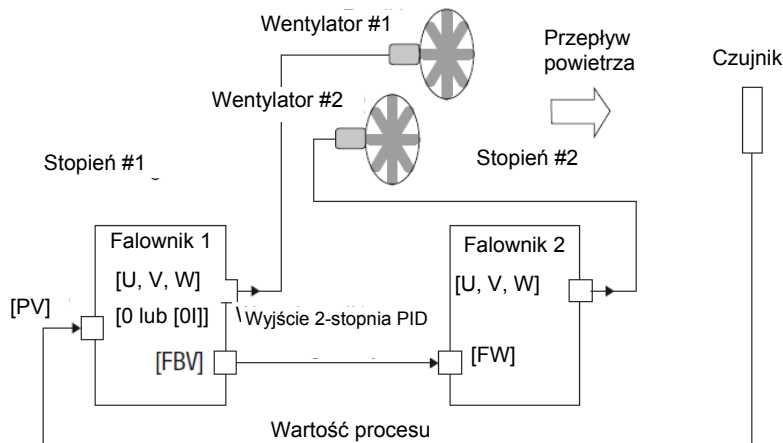 Wentylator #1
Przepływ
powietrza
Czujnik
Wentylator #2
Stopień #1
Stopień #2
Falownik 1
Falownik 2
[U, V, W]
[U, V, W]
[PV]
[0 lub [0I]]
Wyjście 2-stopnia PID
[FBV]
[FW]
Wartość procesu